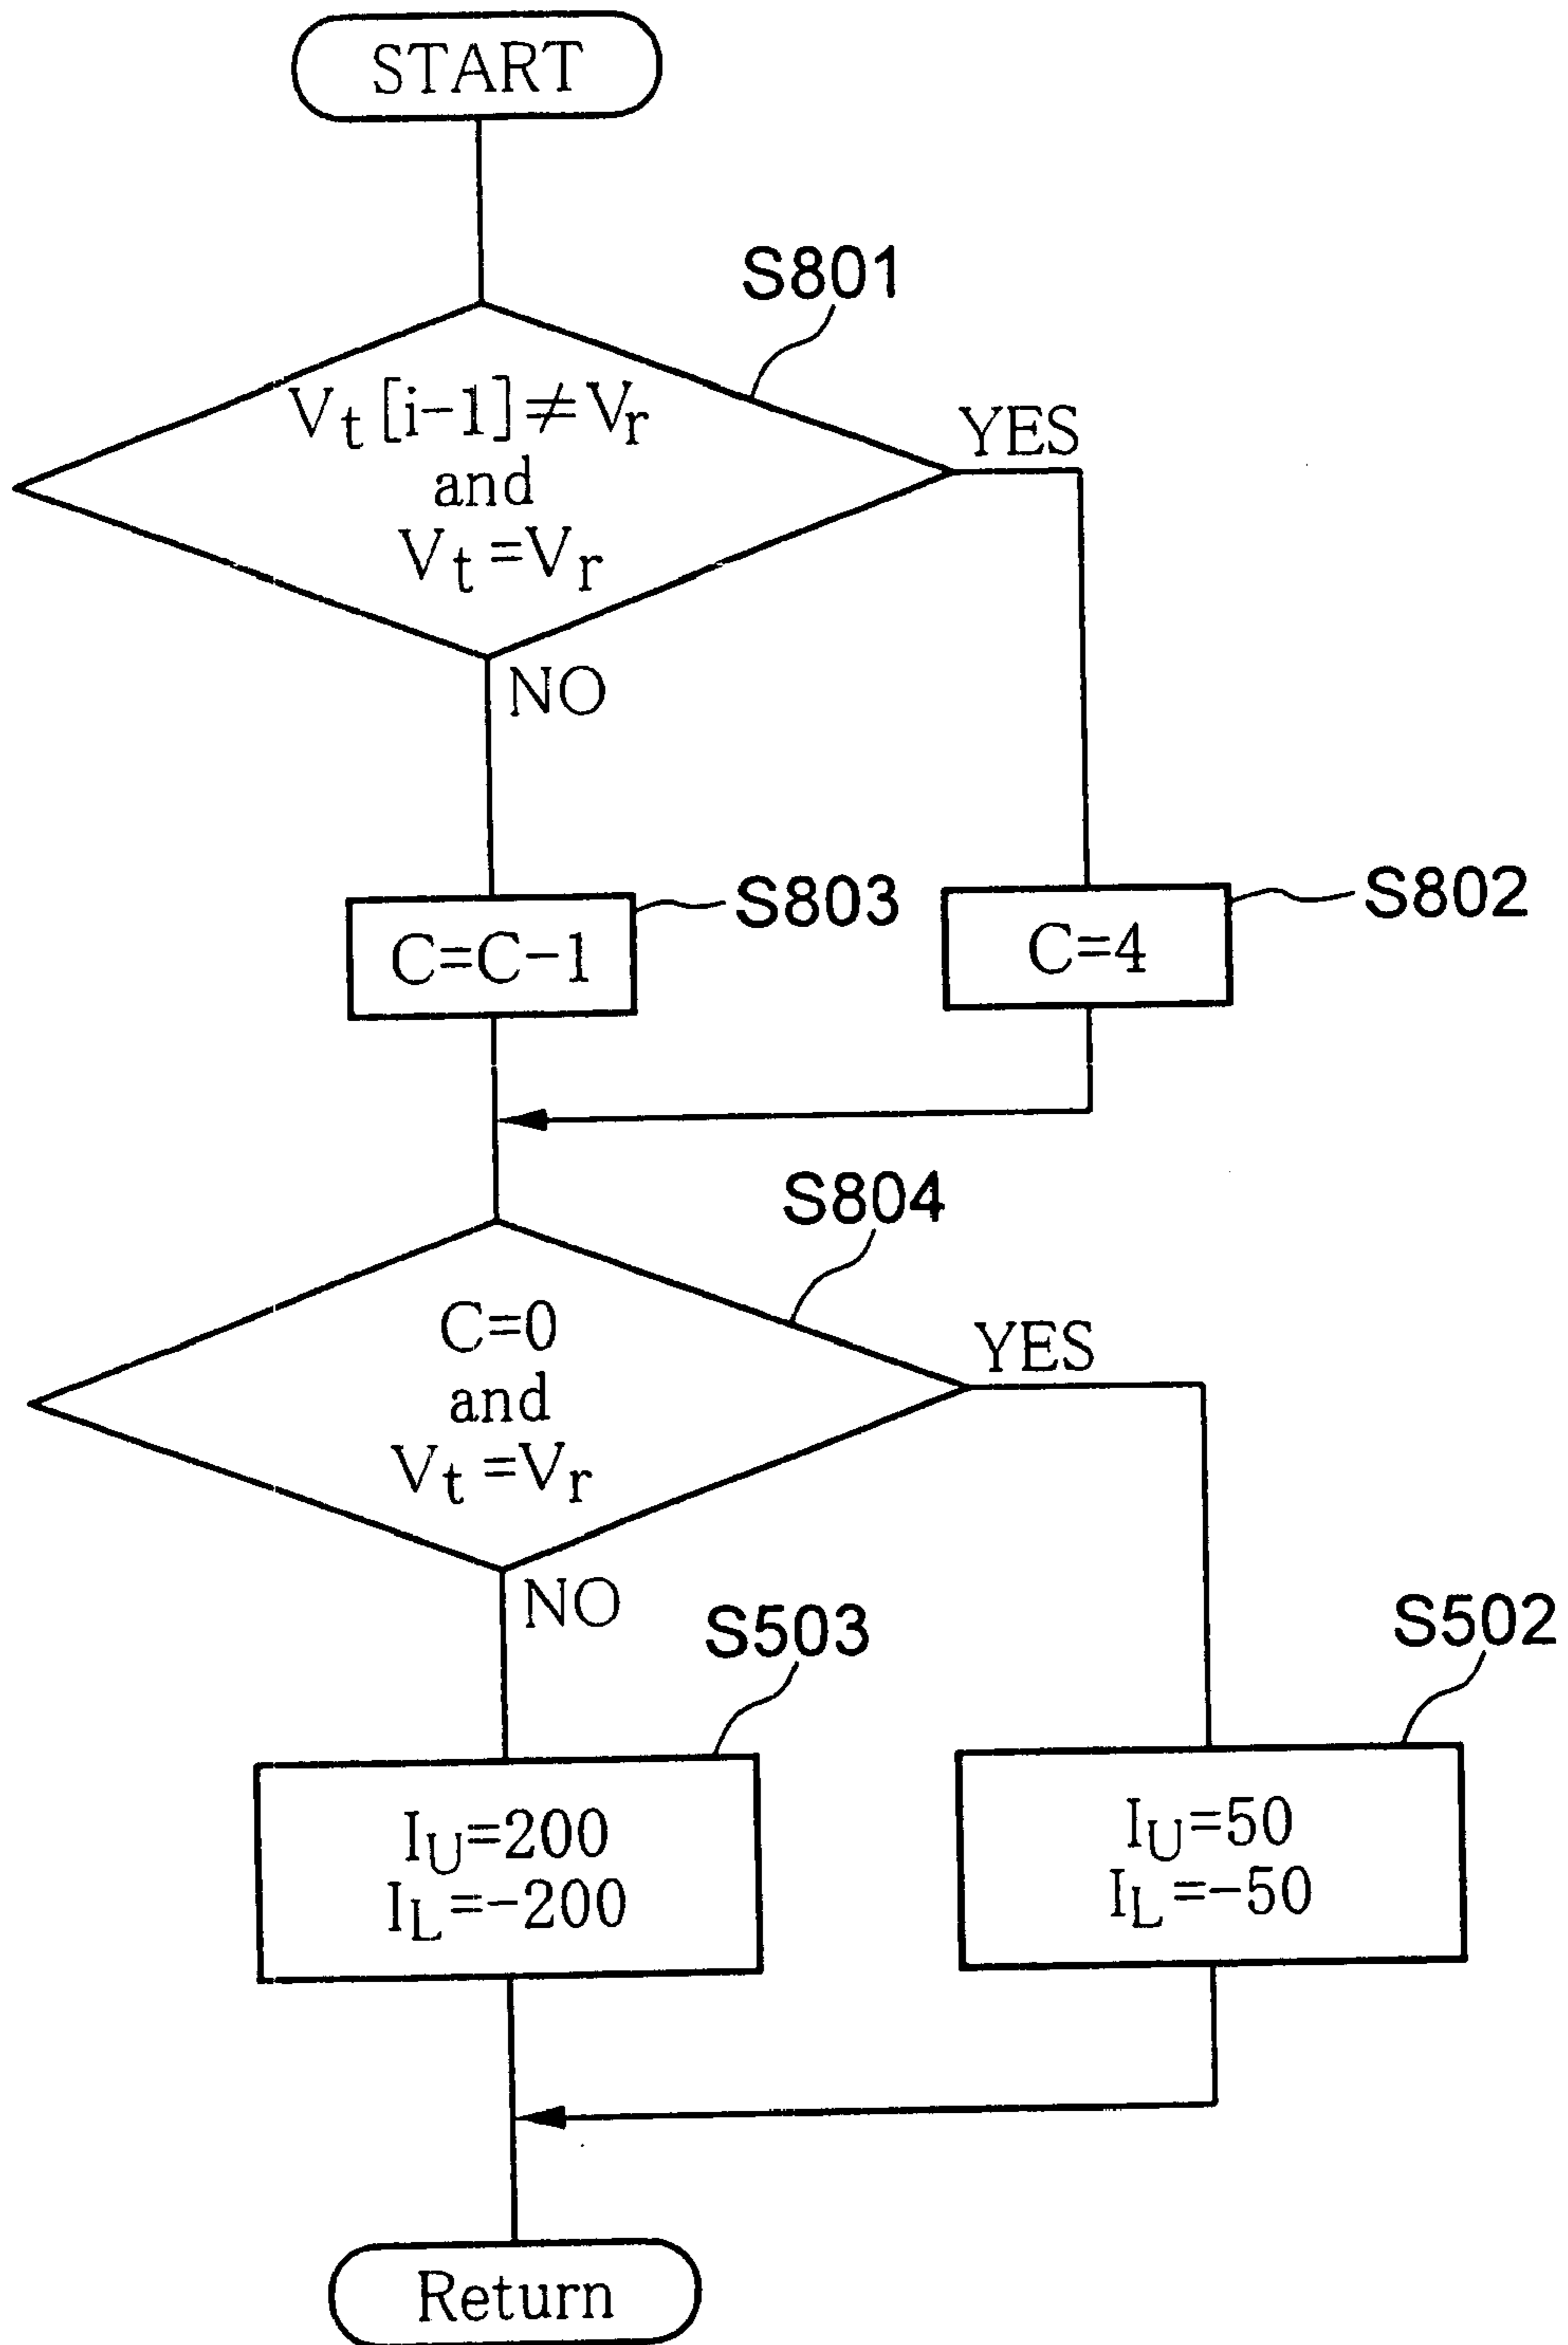 START
S801
Vt[i-1]≠Vr
and
Vt=Vr
YES
NO
S803
C=C-1
S802
C=4
S804
C=0
and
Vt=Vr
YES
NO
S503
IU=200
IL=-200
S502
IU=50
IL=-50
Return